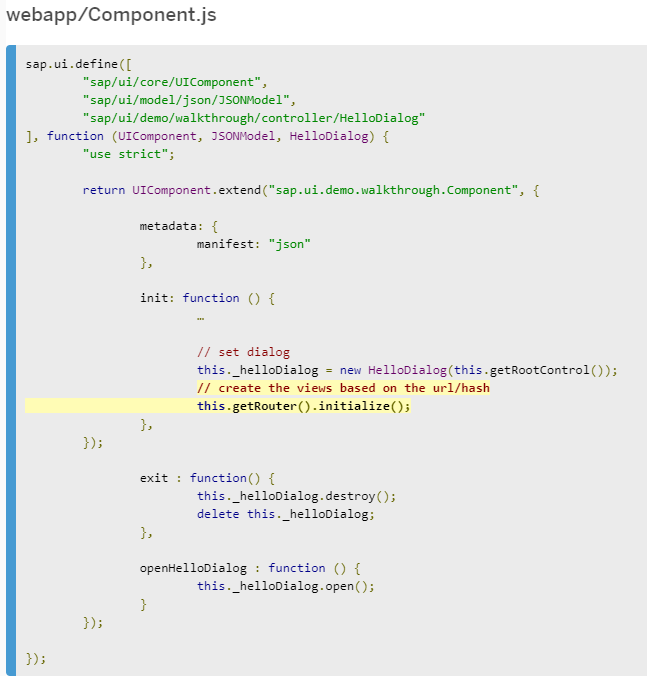 webapp/Component.js
sap.ui.define([
"sap/ui/core/UIComponent",
"sap/ui/model/json/JSONModel",
"sap/ui/demo/walkthrough/controller/HelloDialog"
], function (UIComponent, JSONModel, HelloDialog) {
"use strict";
return UIComponent.extend("sap.ui.demo.walkthrough.Component", {
metadata: {
manifest: "json"
},
init: function () {
…
// set dialog
this._helloDialog = new HelloDialog(this.getRootControl());
// create the views based on the url/hash
this.getRouter().initialize();
},
});
exit : function() {
this._helloDialog.destroy();
delete this._helloDialog;
},
openHelloDialog : function () {
this._helloDialog.open();
}
});
});